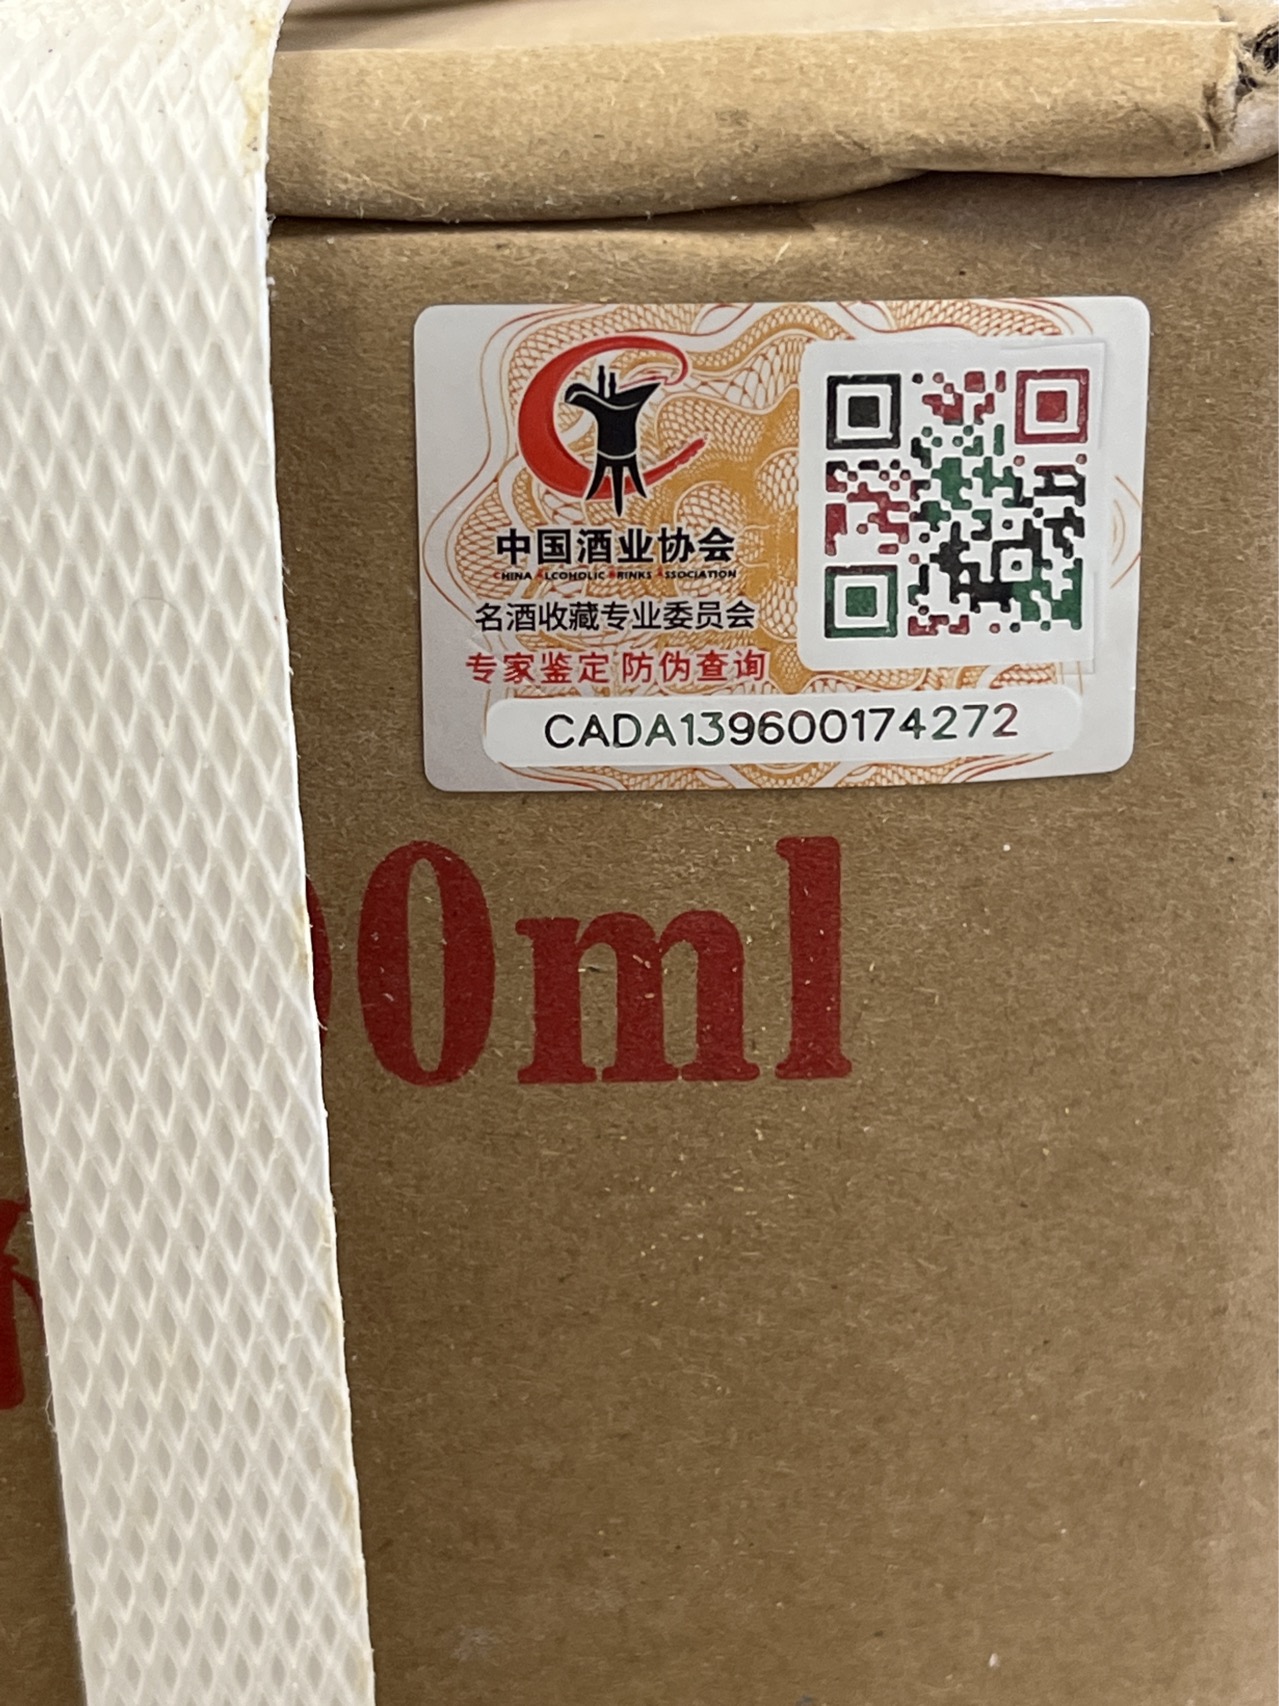 中国酒业协会
CHINA ALCOHOLIC DRINKS ASSOCIATION
名酒收藏专业委员会
专家鉴定 防伪查询
CADA139600174272
0ml